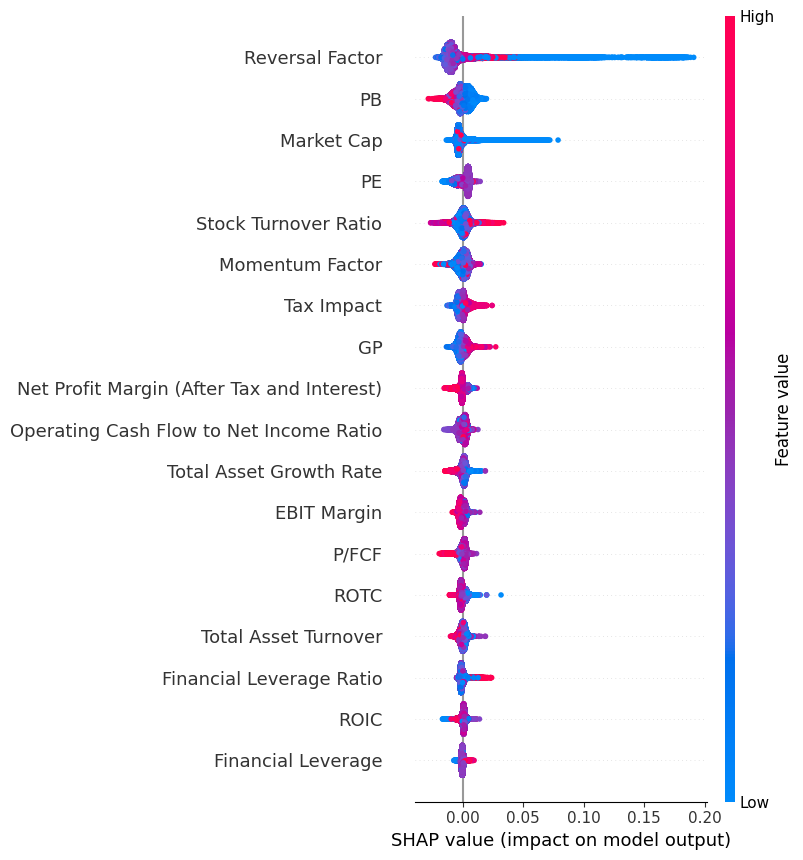 High
Reversal Factor
PB
Market Cap
PE
Stock Turnover Ratio
Momentum Factor
Tax Impact
GP
Net Profit Margin (After Tax and Interest)
Operating Cash Flow to Net Income Ratio
Total Asset Growth Rate
EBIT Margin
P/FCF
ROTC
Total Asset Turnover
Financial Leverage Ratio
ROIC
Financial Leverage
Feature value
Low
0.00 0.05 0.10 0.15 0.20
SHAP value (impact on model output)